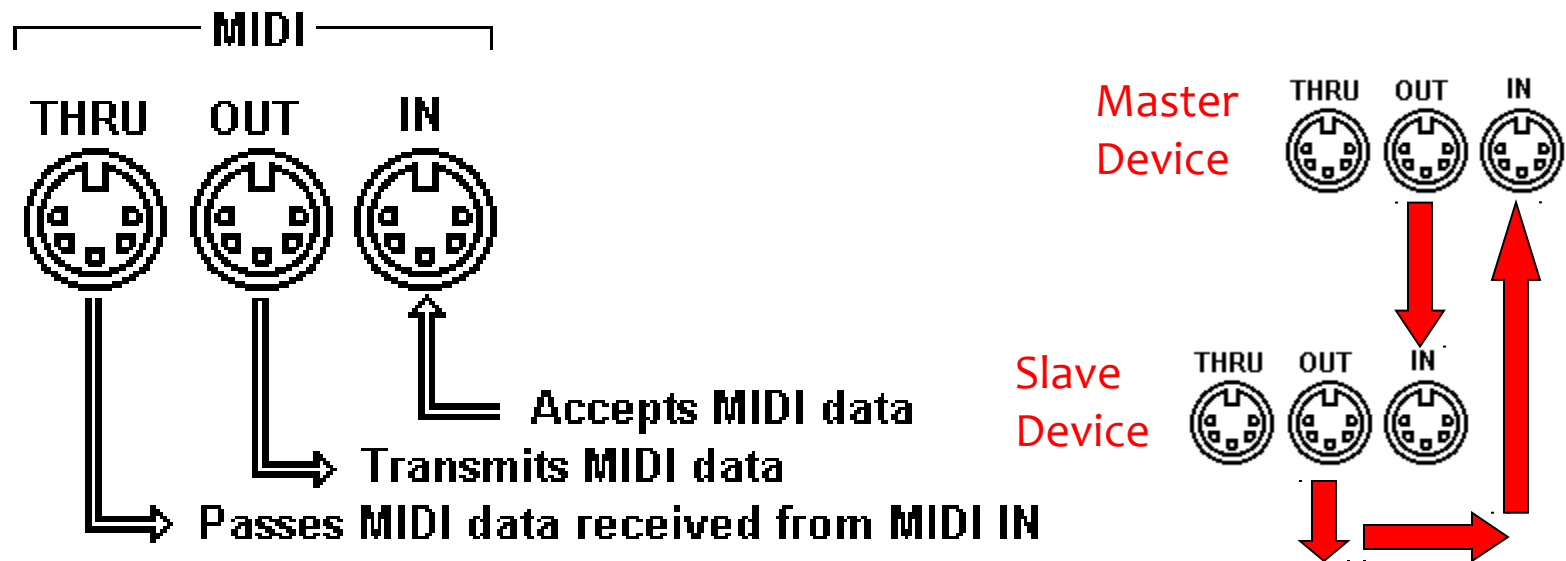 MIDI
THRU OUT IN
Accepts MIDI data
Transmits MIDI data
Passes MIDI data received from MIDI IN
Master
Device
THRU OUT IN
Slave
Device
THRU OUT IN